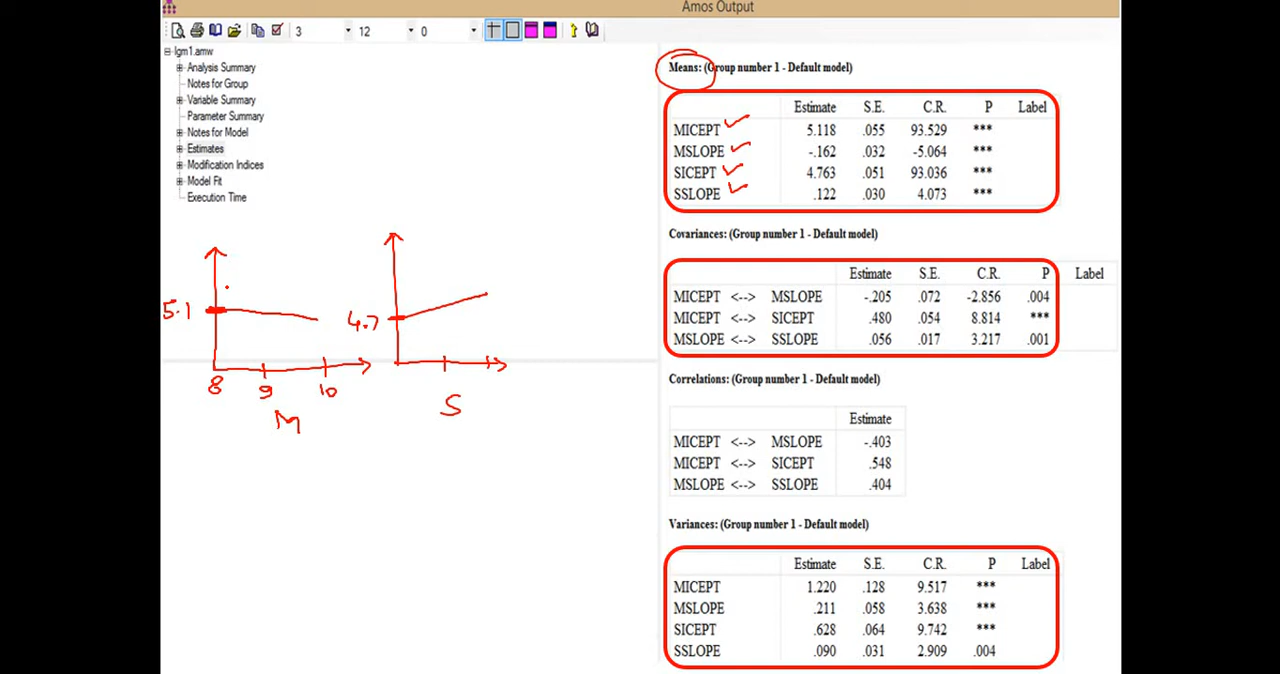 Amos Output
3 12 0
lgm1.amw
Analysis Summary
Notes for Group
Variable Summary
Parameter Summary
Notes for Model
Estimates
Modification Indices
Model Fit
Execution Time
5.1
8 9 10
M
4.7
S
Means: (Group number 1 - Default model)
Estimate S.E. C.R. P Label
MICEPT 5.118 .055 93.529 ***
MSLOPE -.162 .032 -5.064 ***
SICEPT 4.763 .051 93.036 ***
SSLOPE .122 .030 4.073 ***
Covariances: (Group number 1 - Default model)
Estimate S.E. C.R. P Label
MICEPT <--> MSLOPE -.205 .072 -2.856 .004
MICEPT <--> SICEPT .480 .054 8.814 ***
MSLOPE <--> SSLOPE .056 .017 3.217 .001
Correlations: (Group number 1 - Default model)
Estimate
MICEPT <--> MSLOPE -.403
MICEPT <--> SICEPT .548
MSLOPE <--> SSLOPE .404
Variances: (Group number 1 - Default model)
Estimate S.E. C.R. P Label
MICEPT 1.220 .128 9.517 ***
MSLOPE .211 .058 3.638 ***
SICEPT .628 .064 9.742 ***
SSLOPE .090 .031 2.909 .004